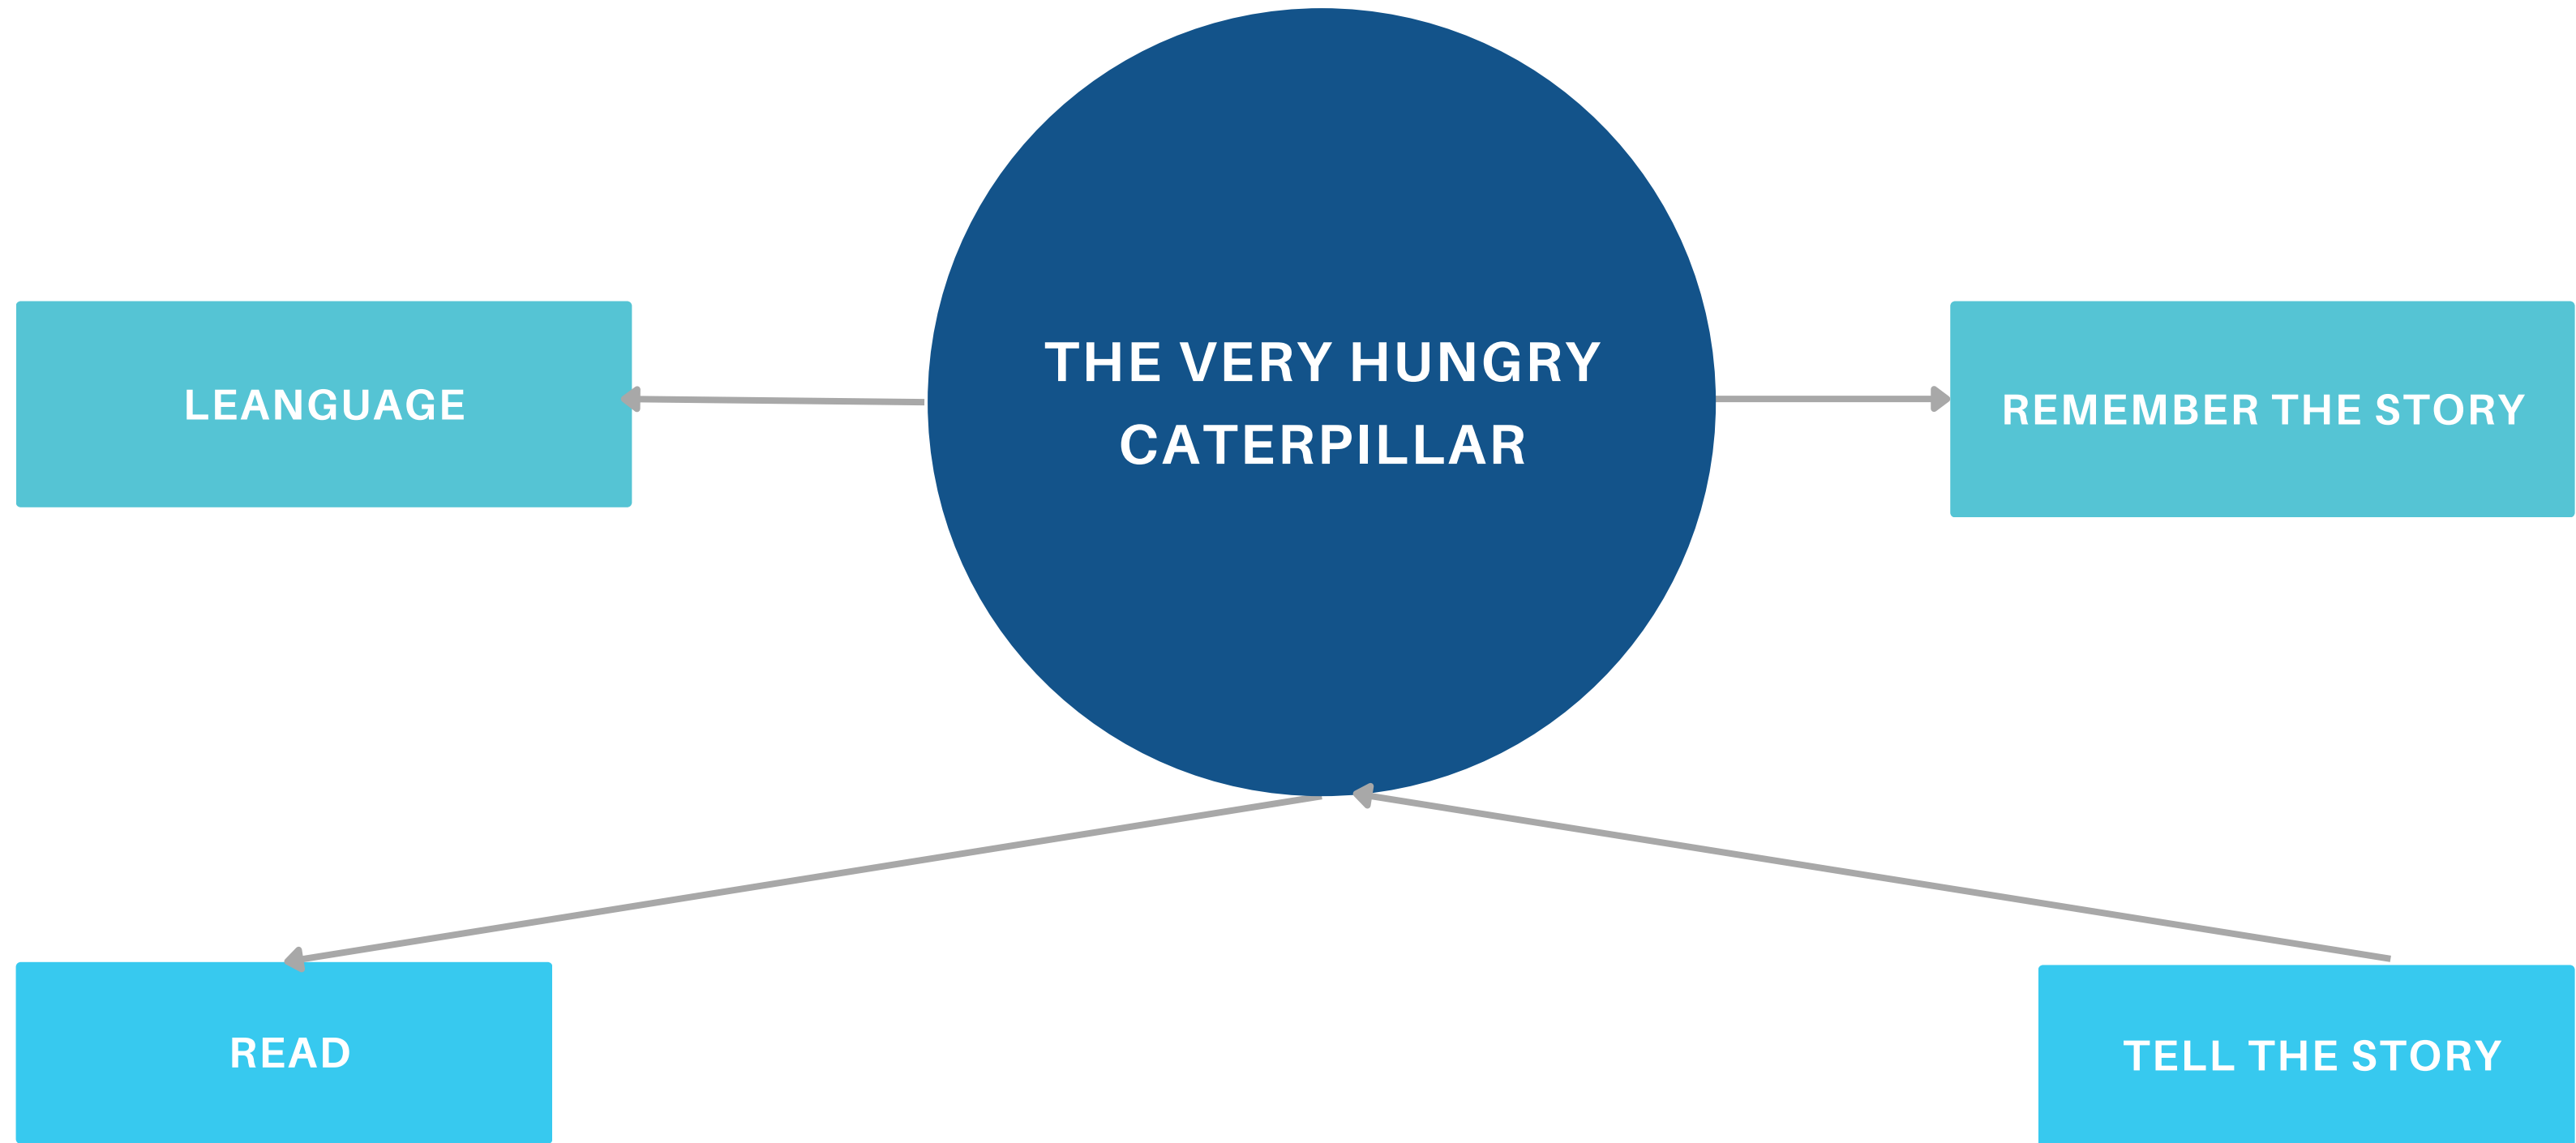 THE VERY HUNGRY
CATERPILLAR
LEANGUAGE
REMEMBER THE STORY
READ
TELL THE STORY